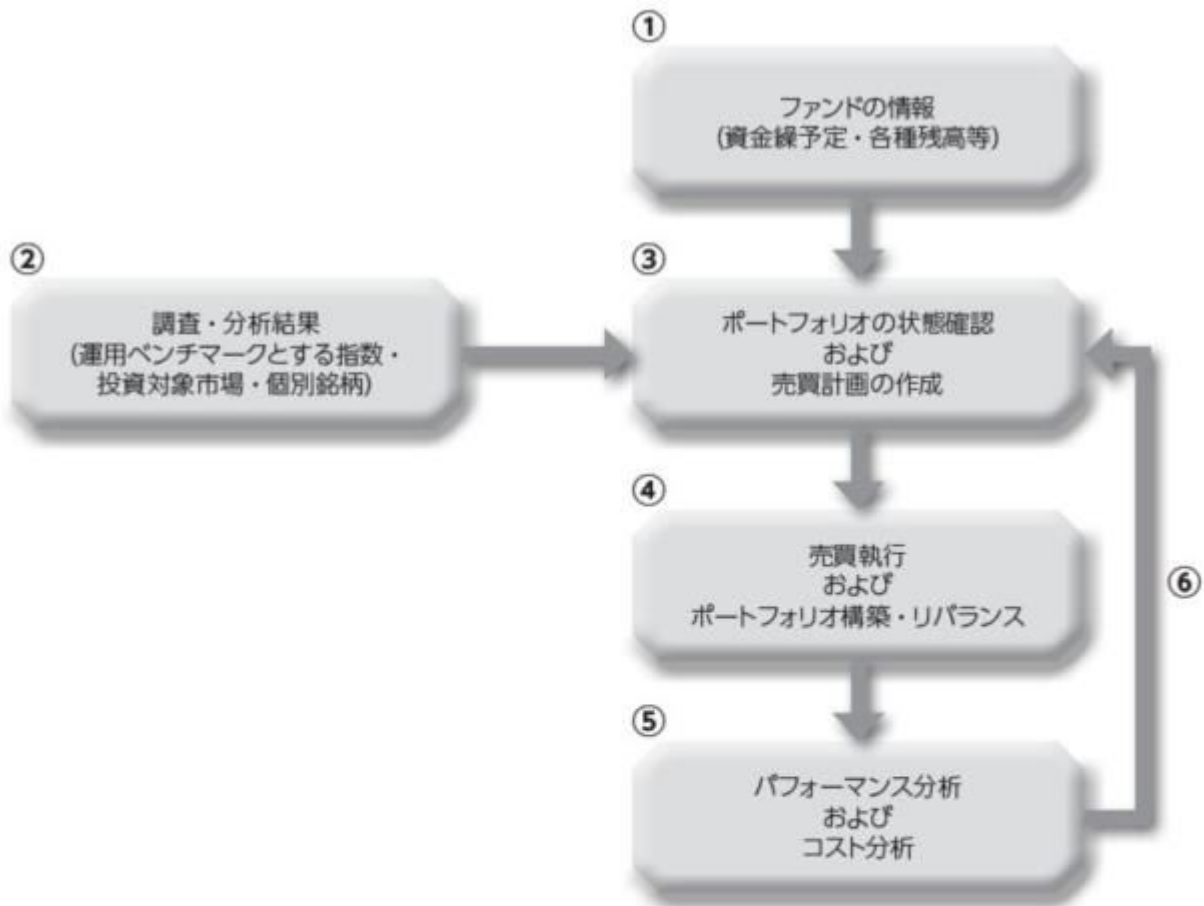 ①
ファンドの情報
(資金繰予定・各種残高等)
②
調査・分析結果
(運用ベンチマークとする指数・
投資対象市場・個別銘柄)
③
ポートフォリオの状態確認
および
売買計画の作成
④
売買執行
および
ポートフォリオ構築・リバランス
⑤
パフォーマンス分析
および
コスト分析
⑥